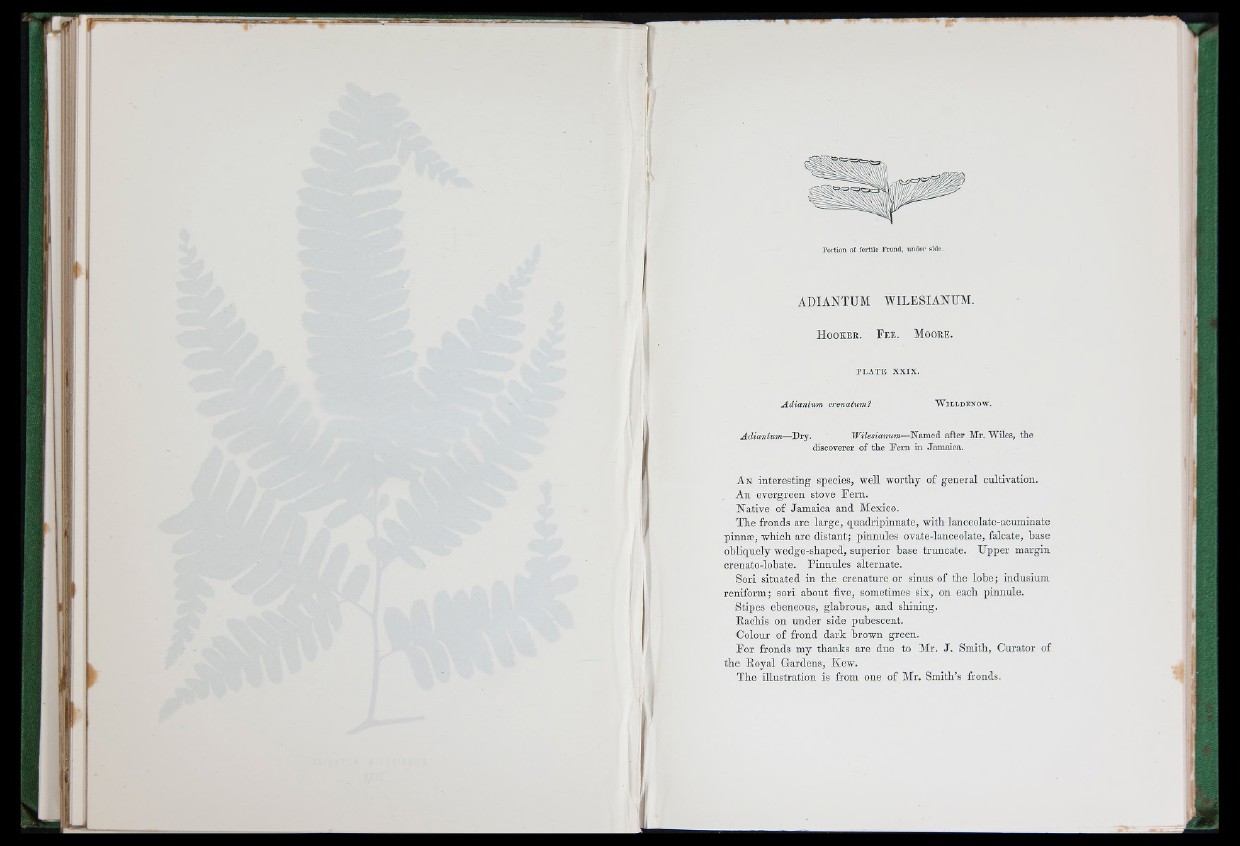 Portion of fertile Frond, under side.
ADIANTUM WILESIANUM.
HOOKER. FEE. MOORE.
PLATE XXIX.
Adiantum crenatum? WILLDENOW.
Adiantum—Dry. Wilesianum—Named after Mr. Wiles, the
discoverer of the Fern in Jamaica.
AN interesting species, well worthy of general cultivation.
An evergreen stove Fern.
Native of Jamaica and Mexico.
The fronds are large, quadripinnate, with lanceolate-acuminate
pinnæ, which are distant; pinnules ovate-lanceolate, falcate, base
obliquely wedge-shaped, superior base truncate. Upper margin
crenato-lobate. Pinnules alternate.
Sori situated in the crenature or sinus of the lobe; indusium
reniform; sori about five, sometimes six, on each pinnule.
Stipes ebeneous, glabrous, and shining.
Rachis on under side pubescent.
Colour of frond dark brown green.
For fronds my thanks are due to Mr. J. Smith, Curator of
the Royal Gardens, Kew.
The illustration is from one of Mr. Smith's fronds.